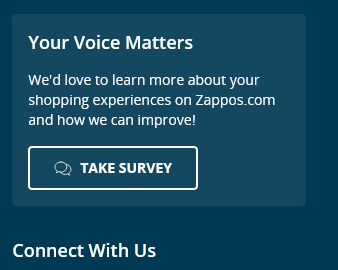 Your Voice Matters
We'd love to learn more about your
shopping experiences on Zappos.com
and how we can improve!
TAKE SURVEY
Connect With Us